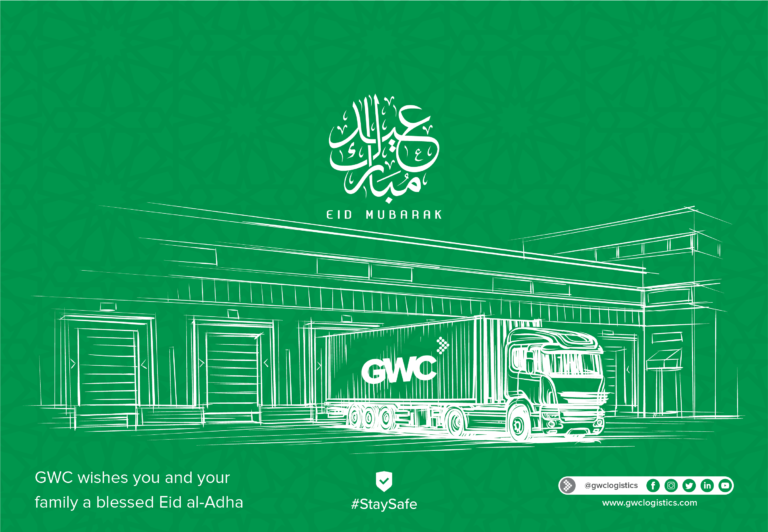 عيد
مُبارك
EID MUBARAK
GWC
GWC wishes you and your
family a blessed Eid al-Adha
#StaySafe
@gwclogistics
www.gwclogistics.com